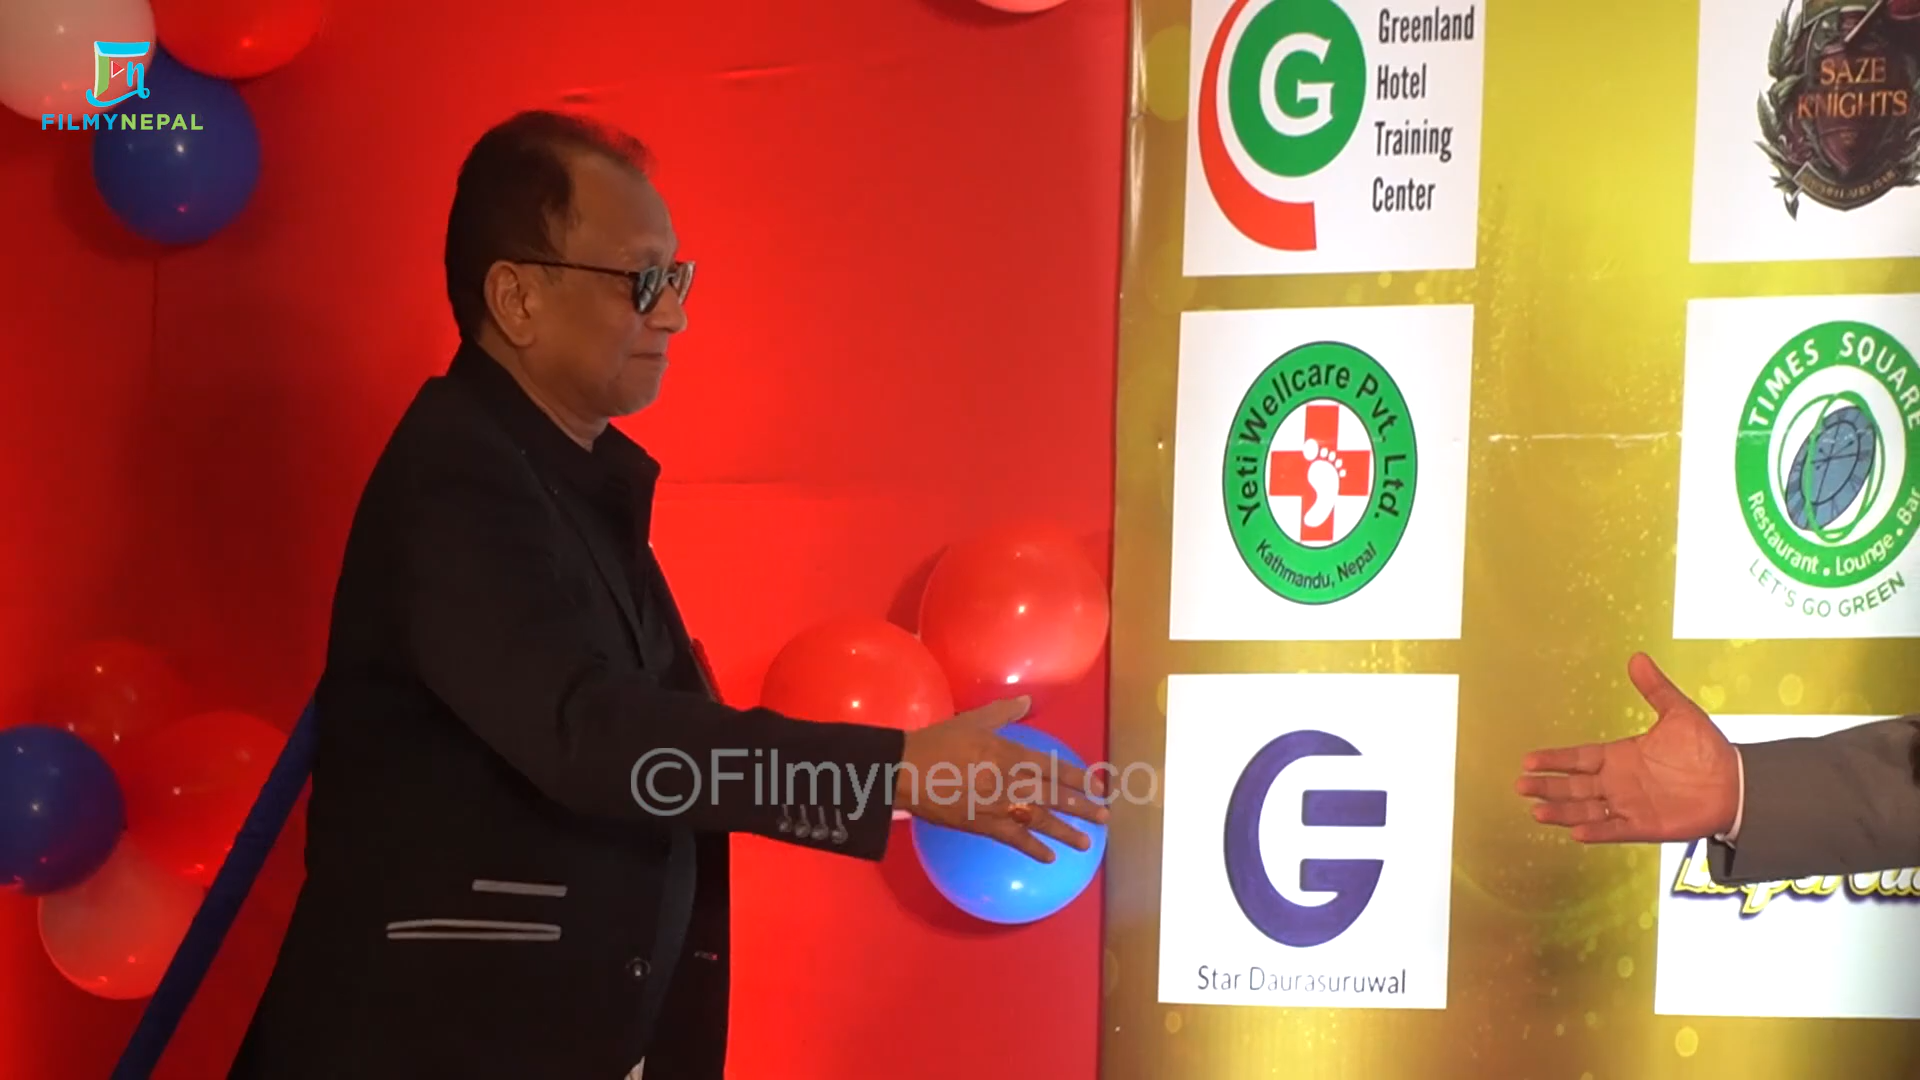 FILMYNEPAL
G
Greenland
Hotel
Training
Center
SAZE
KNIGHTS
Yeti Wellcare Pvt. Ltd.
Kathmandu, Nepal
TIMES SQUARE
Restaurant • Lounge • Bar
LET'S GO GREEN
©Filmynepal.co
Star Daurasuruwal